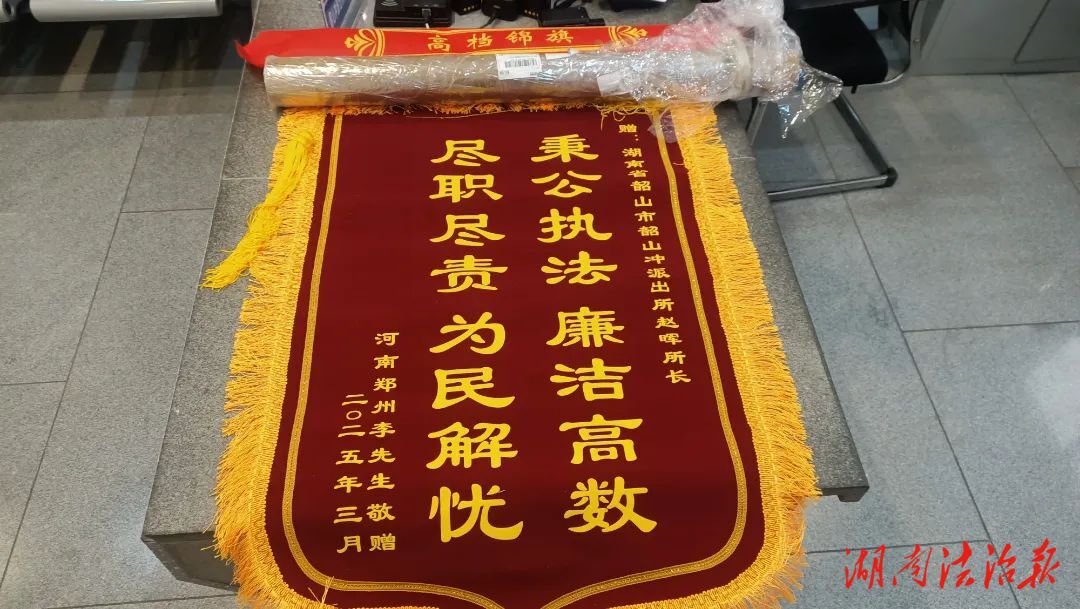 高档锦旗
赠：湖南省韶山市韶山冲派出所赵晖所长
秉公执法 廉洁高数
尽职尽责 为民解忧
河南郑州李先生敬赠
二〇二五年三月
湖南法治报